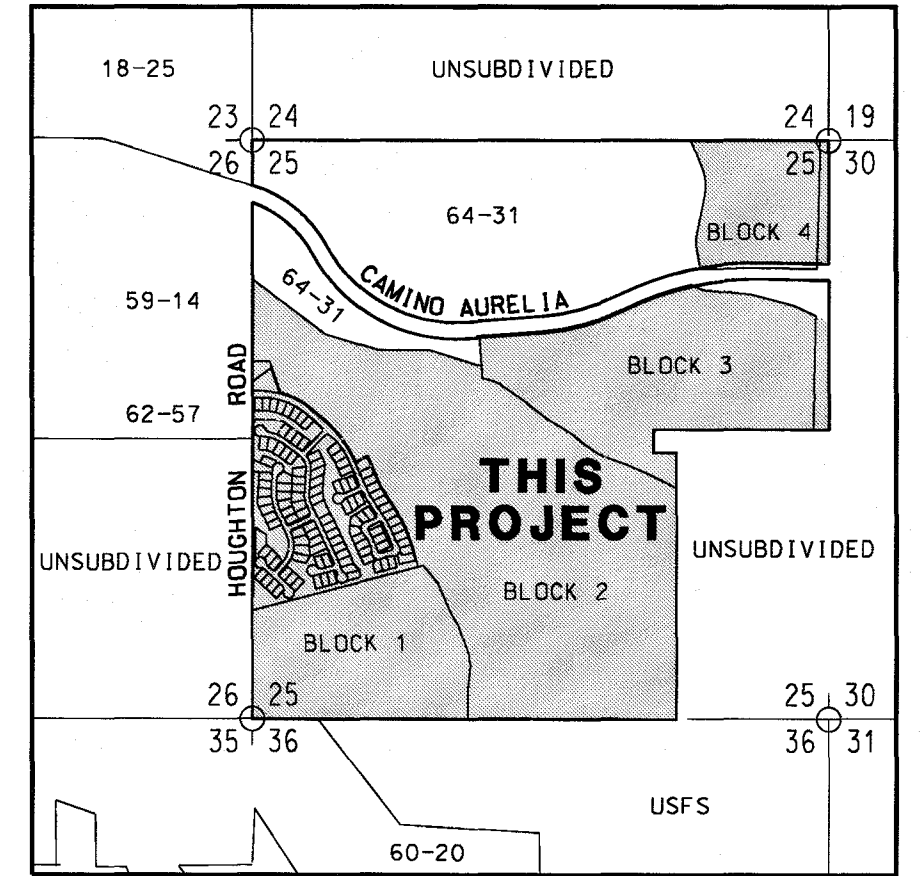 18-25
UNSUBDIVIDED
23 24
24 19
26 25
25 30
64-31
BLOCK 4
CAMINO AURELIA
64-31
59-14
BLOCK 3
62-57
HOUGHTON ROAD
THIS
PROJECT
UNSUBDIVIDED
UNSUBDIVIDED
BLOCK 2
BLOCK 1
26 25
25 30
35 36
36 31
USFS
60-20